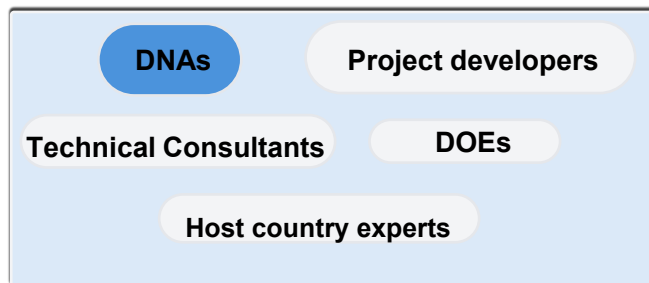 DNAs
Project developers
Technical Consultants
DOEs
Host country experts